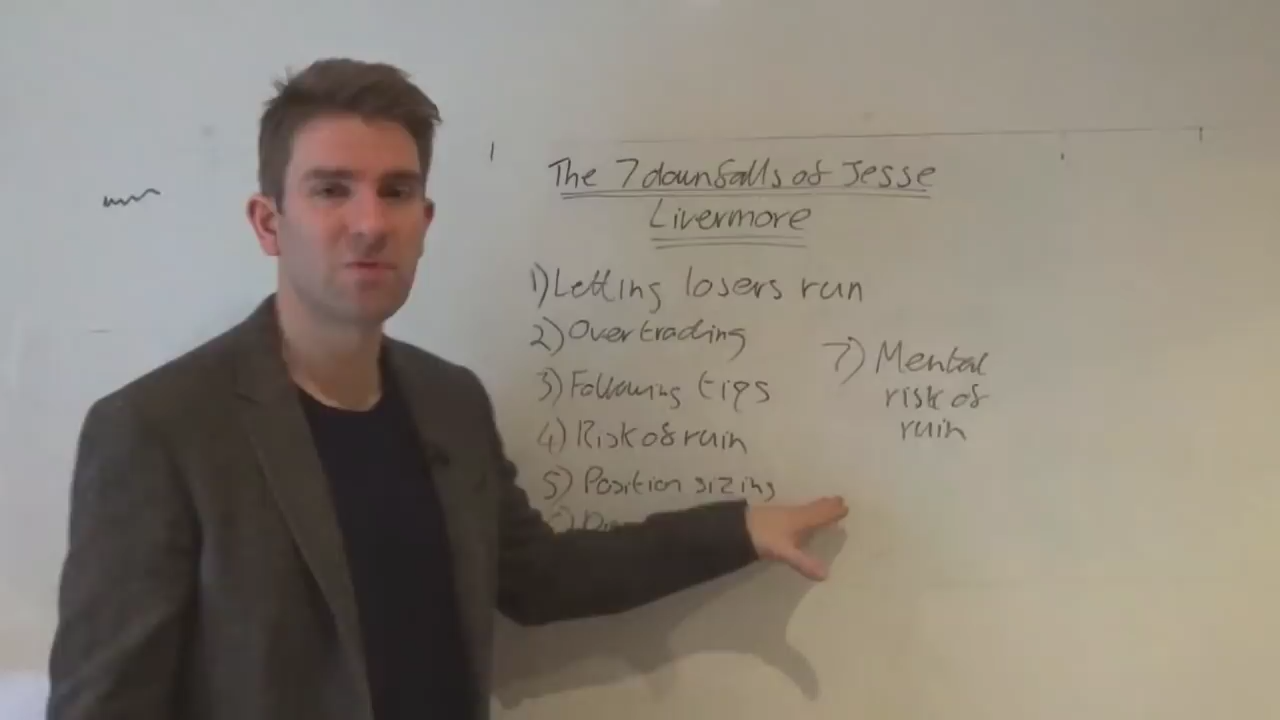 The 7 downfalls of Jesse
Livermore
1) Letting losers run
2) Overtrading
3) Following tips
4) Risk of ruin
5) Position sizing
6)
7) Mental
risk of
ruin